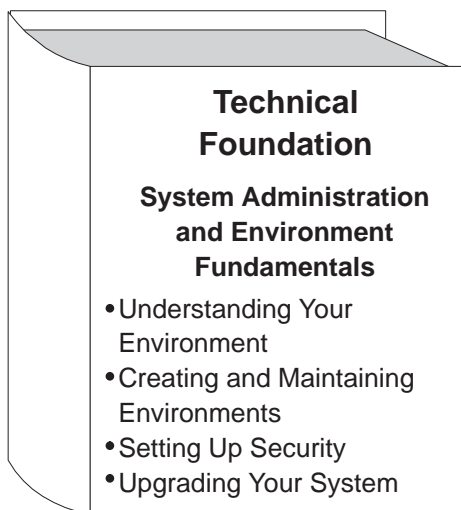 Technical
Foundation
System Administration
and Environment
Fundamentals
• Understanding Your
Environment
• Creating and Maintaining
Environments
• Setting Up Security
• Upgrading Your System